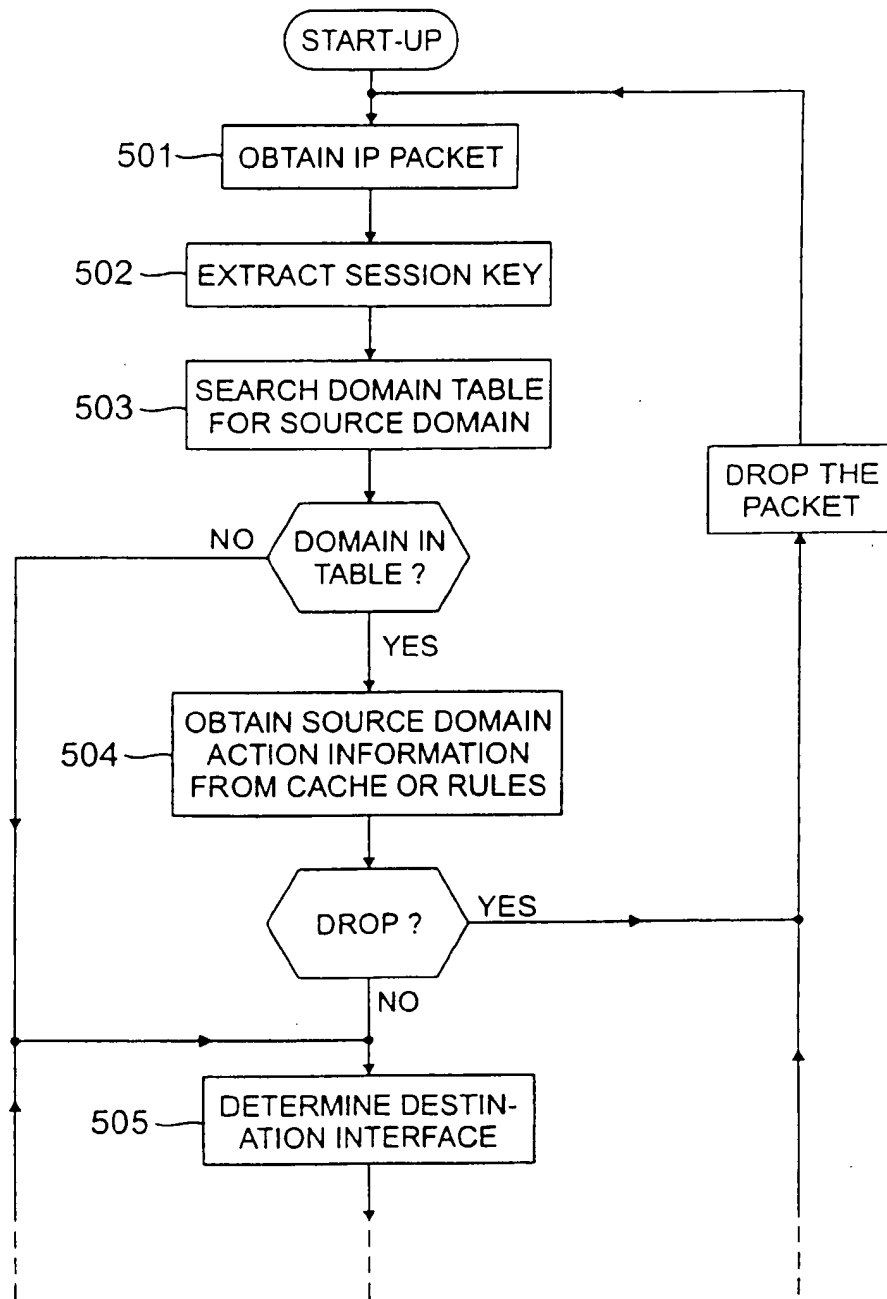 START-UP
501
OBTAIN IP PACKET
502
EXTRACT SESSION KEY
503
SEARCH DOMAIN TABLE
FOR SOURCE DOMAIN
DROP THE
PACKET
NO
DOMAIN IN
TABLE ?
YES
504
OBTAIN SOURCE DOMAIN
ACTION INFORMATION
FROM CACHE OR RULES
DROP ?
YES
NO
505
DETERMINE DESTIN-
ATION INTERFACE